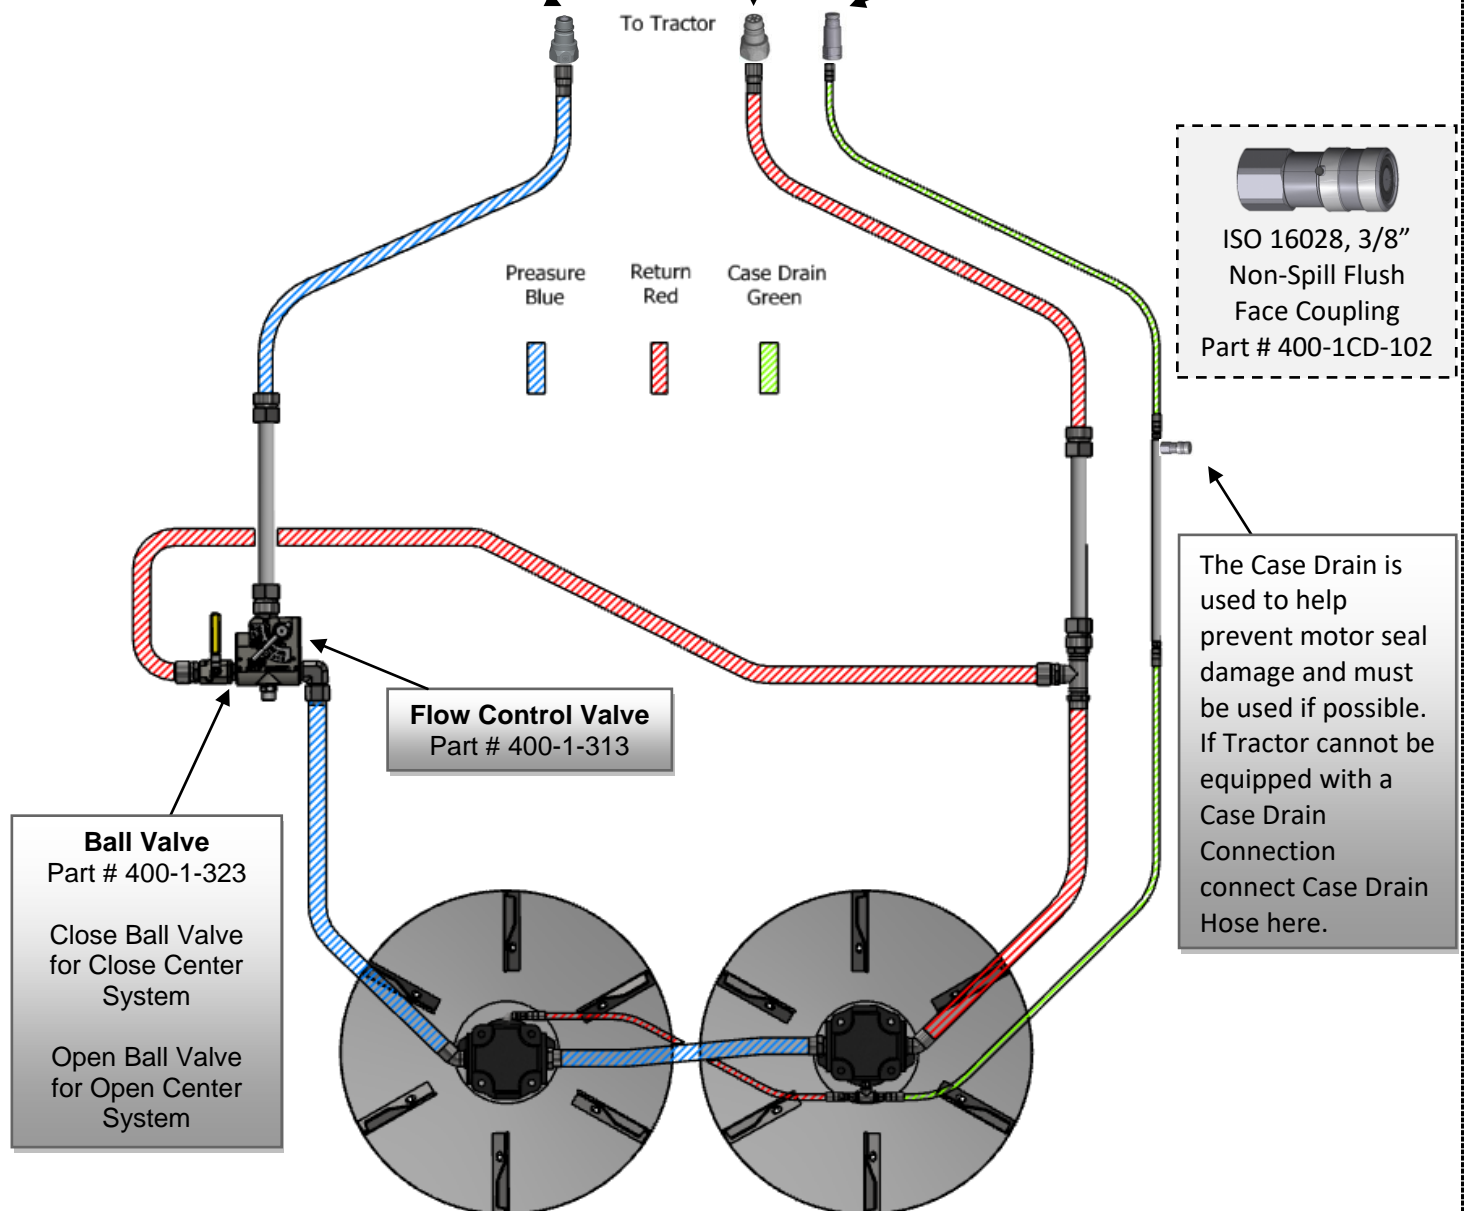 To Tractor
Preasure
Blue
Return
Red
Case Drain
Green
ISO 16028, 3/8”
Non-Spill Flush
Face Coupling
Part # 400-1CD-102
The Case Drain is
used to help
prevent motor seal
damage and must
be used if possible.
If Tractor cannot be
equipped with a
Case Drain
Connection
connect Case Drain
Hose here.
Flow Control Valve
Part # 400-1-313
Ball Valve
Part # 400-1-323
Close Ball Valve
for Close Center
System
Open Ball Valve
for Open Center
System